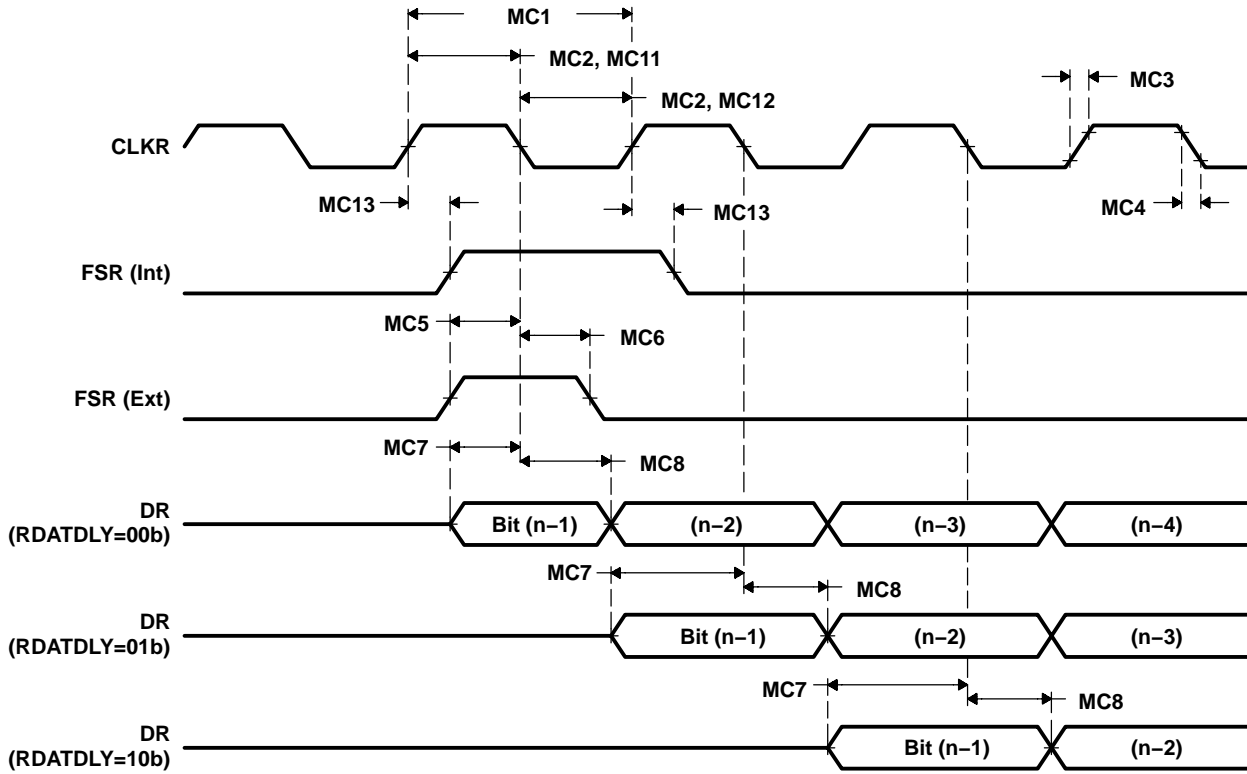 MC1
MC2, MC11
MC3
MC2, MC12
CLKR
MC13
MC13
MC4
FSR (Int)
MC5
MC6
FSR (Ext)
MC7
MC8
DR
(RDATDLY=00b)
Bit (n−1)
(n−2)
(n−3)
(n−4)
MC7
MC8
DR
(RDATDLY=01b)
Bit (n−1)
(n−2)
(n−3)
MC7
MC8
DR
(RDATDLY=10b)
Bit (n−1)
(n−2)